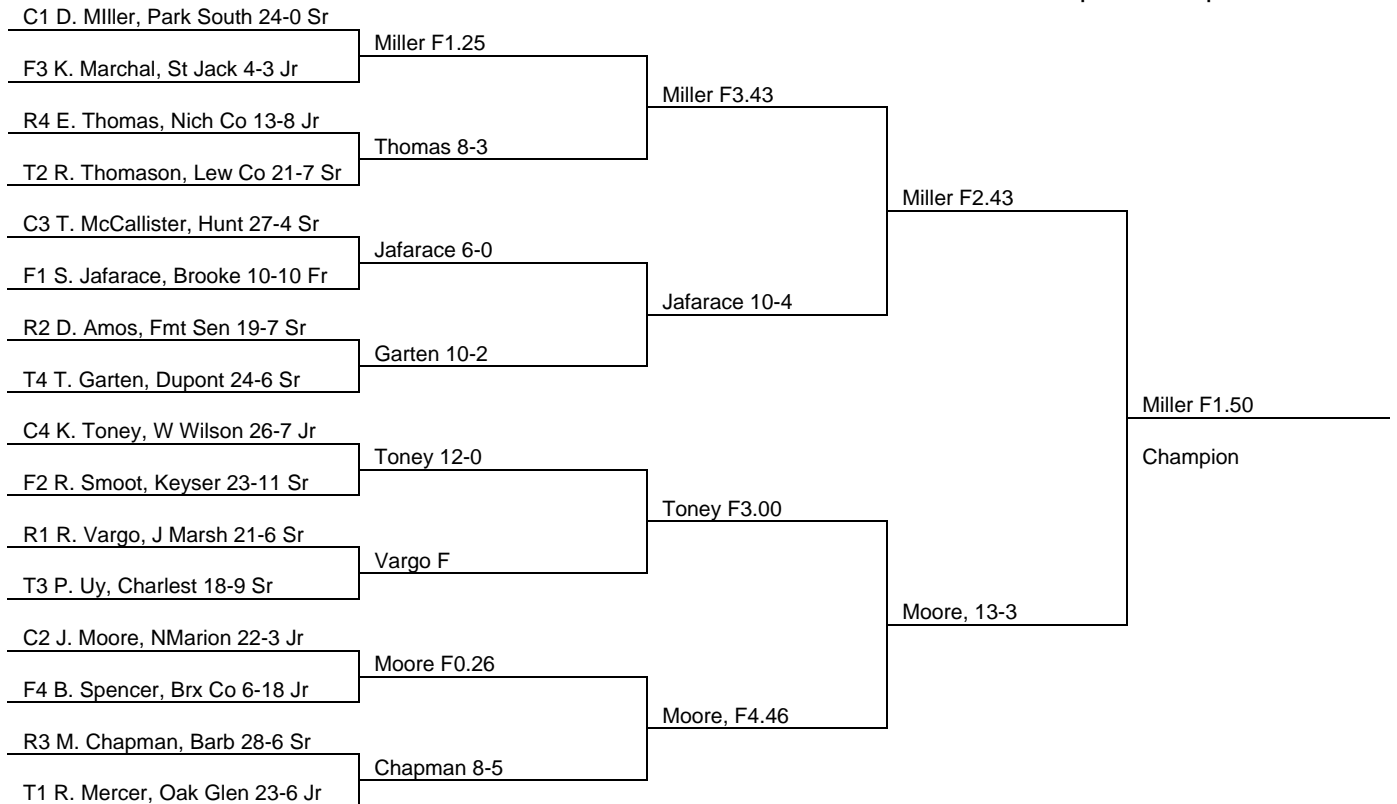 C1 D. MIller, Park South 24-0 Sr
Miller F1.25
F3 K. Marchal, St Jack 4-3 Jr
Miller F3.43
R4 E. Thomas, Nich Co 13-8 Jr
Thomas 8-3
T2 R. Thomason, Lew Co 21-7 Sr
Miller F2.43
C3 T. McCallister, Hunt 27-4 Sr
Jafarace 6-0
F1 S. Jafarace, Brooke 10-10 Fr
Jafarace 10-4
R2 D. Amos, Fmt Sen 19-7 Sr
Garten 10-2
T4 T. Garten, Dupont 24-6 Sr
Miller F1.50
C4 K. Toney, W Wilson 26-7 Jr
Toney 12-0
Champion
F2 R. Smoot, Keyser 23-11 Sr
Toney F3.00
R1 R. Vargo, J Marsh 21-6 Sr
Vargo F
T3 P. Uy, Charlest 18-9 Sr
Moore, 13-3
C2 J. Moore, NMarion 22-3 Jr
Moore F0.26
F4 B. Spencer, Brx Co 6-18 Jr
Moore, F4.46
R3 M. Chapman, Barb 28-6 Sr
Chapman 8-5
T1 R. Mercer, Oak Glen 23-6 Jr